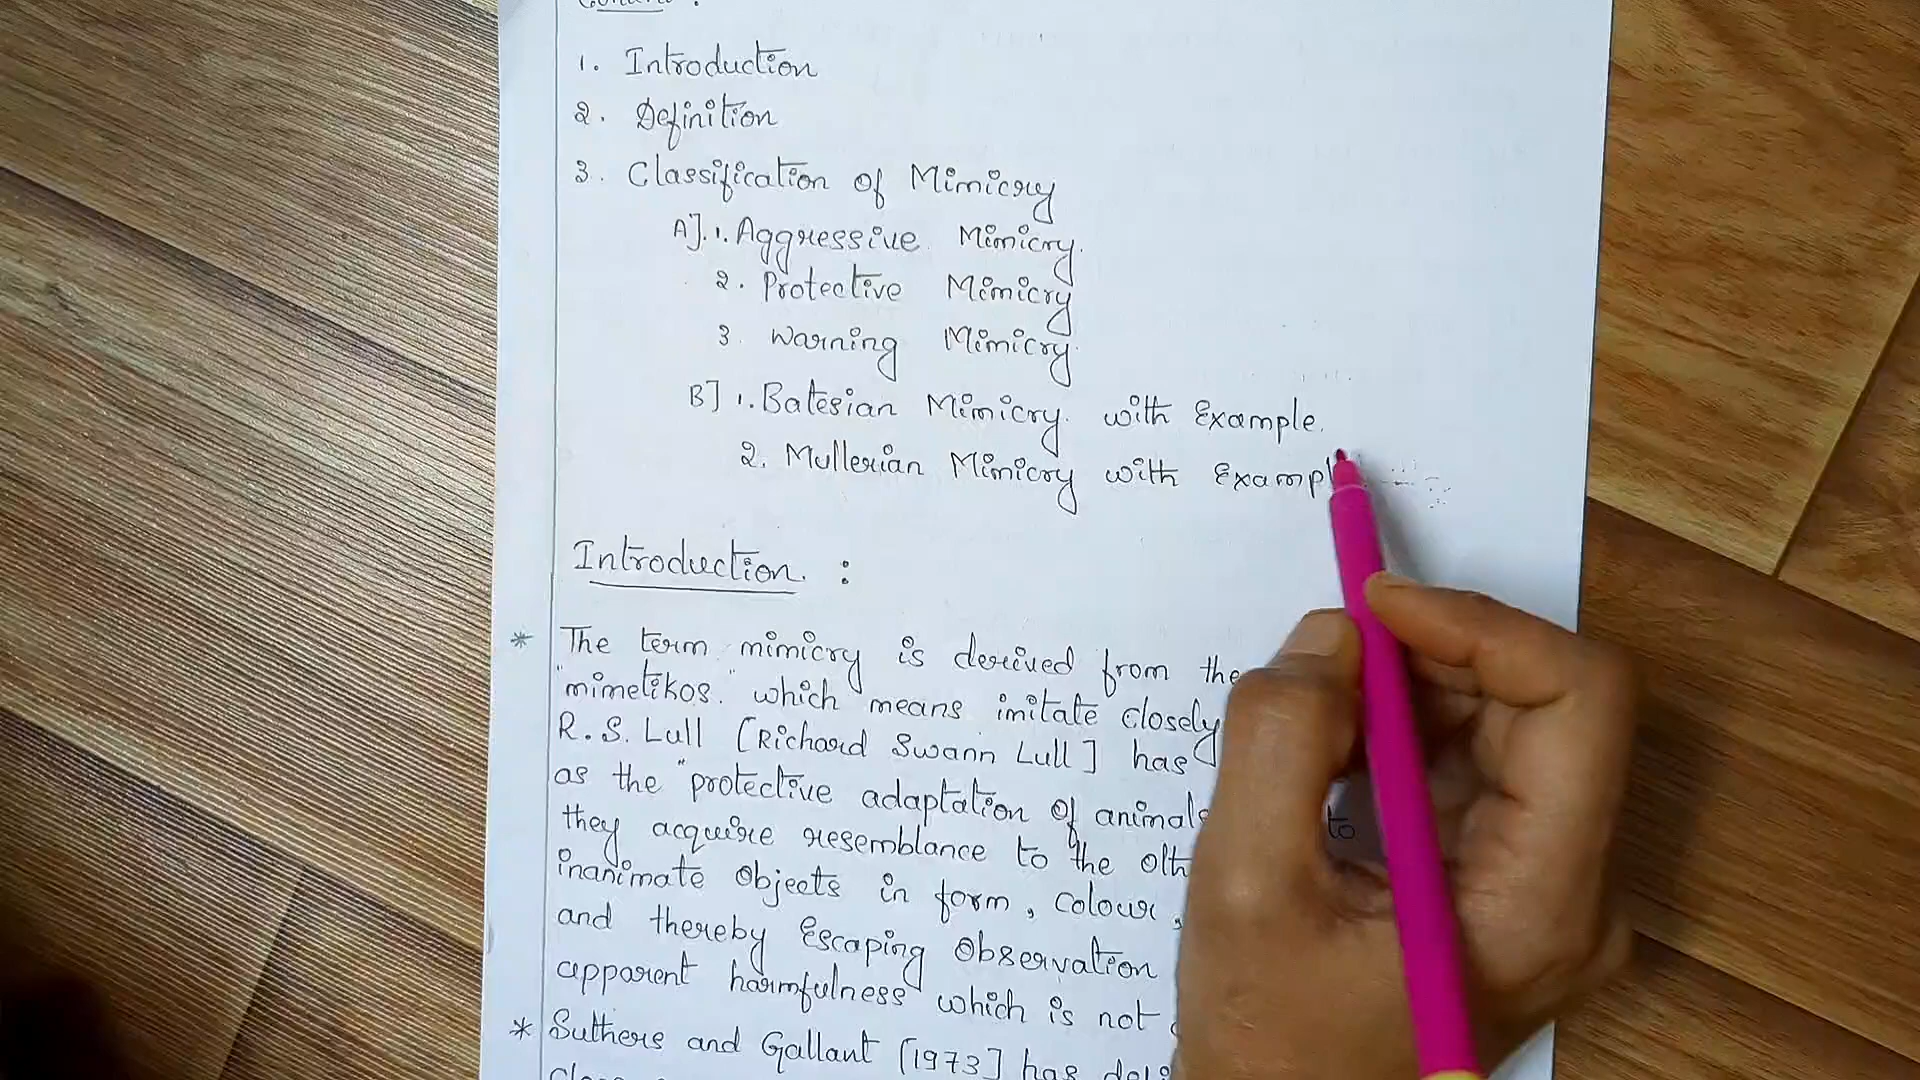 1. Introduction
2. Definition
3. Classification of Mimicry
A]. 1. Aggressive Mimicry.
2. Protective Mimicry
3. Warning Mimicry.
B] 1. Batesian Mimicry. with Example.
2. Mullerian Mimicry with Exampl
Introduction. :
* The term mimicry is derived from the
"mimetikos." which means imitate closely
R. S. Lull [Richard Swann Lull] has
as the "protective adaptation of animals to
they acquire resemblance to the oth
inanimate objects in form, colour,
and thereby Escaping Observation
apparent harmfulness which is not
* Suthers and Gallant [1973] has